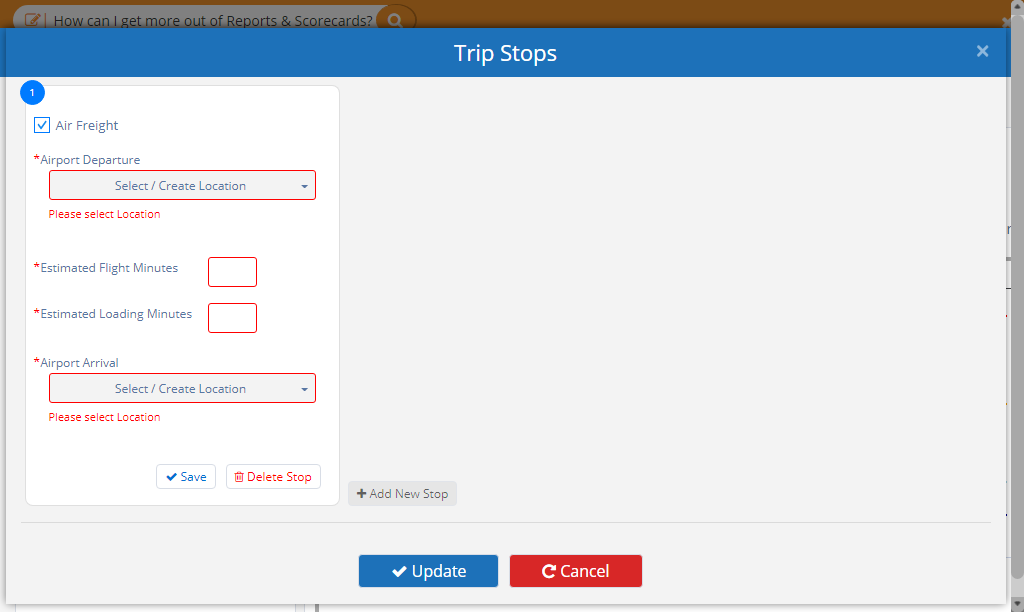 How can I get more out of Reports & Scorecards?
Trip Stops
×
1
Air Freight
*Airport Departure
Select / Create Location
Please select Location
*Estimated Flight Minutes
*Estimated Loading Minutes
*Airport Arrival
Select / Create Location
Please select Location
Save
Delete Stop
Add New Stop
Update
Cancel